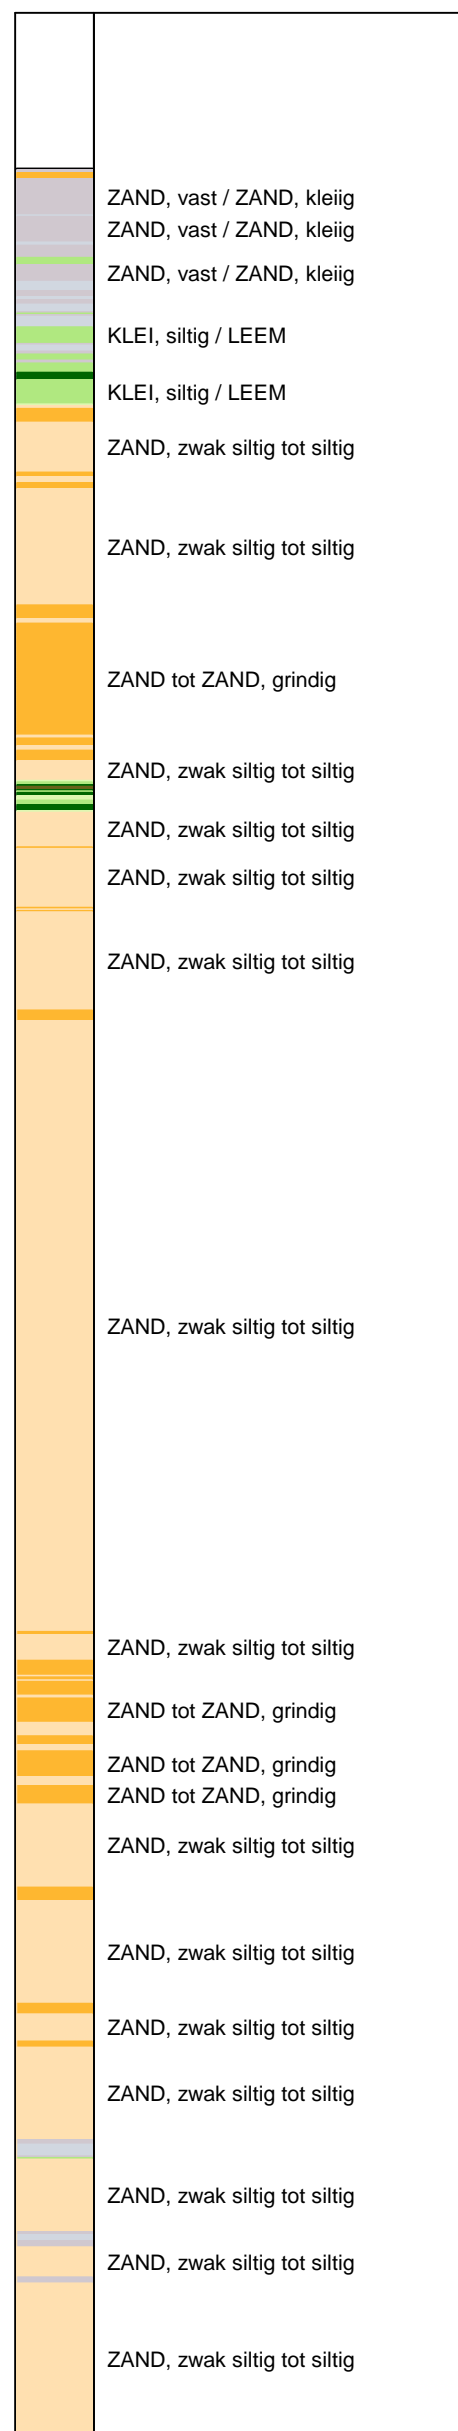 ZAND, vast / ZAND, kleiig
ZAND, vast / ZAND, kleiig
ZAND, vast / ZAND, kleiig
KLEI, siltig / LEEM
KLEI, siltig / LEEM
ZAND, zwak siltig tot siltig
ZAND, zwak siltig tot siltig
ZAND tot ZAND, grindig
ZAND, zwak siltig tot siltig
ZAND, zwak siltig tot siltig
ZAND, zwak siltig tot siltig
ZAND, zwak siltig tot siltig
ZAND, zwak siltig tot siltig
ZAND, zwak siltig tot siltig
ZAND tot ZAND, grindig
ZAND tot ZAND, grindig
ZAND tot ZAND, grindig
ZAND, zwak siltig tot siltig
ZAND, zwak siltig tot siltig
ZAND, zwak siltig tot siltig
ZAND, zwak siltig tot siltig
ZAND, zwak siltig tot siltig
ZAND, zwak siltig tot siltig
ZAND, zwak siltig tot siltig